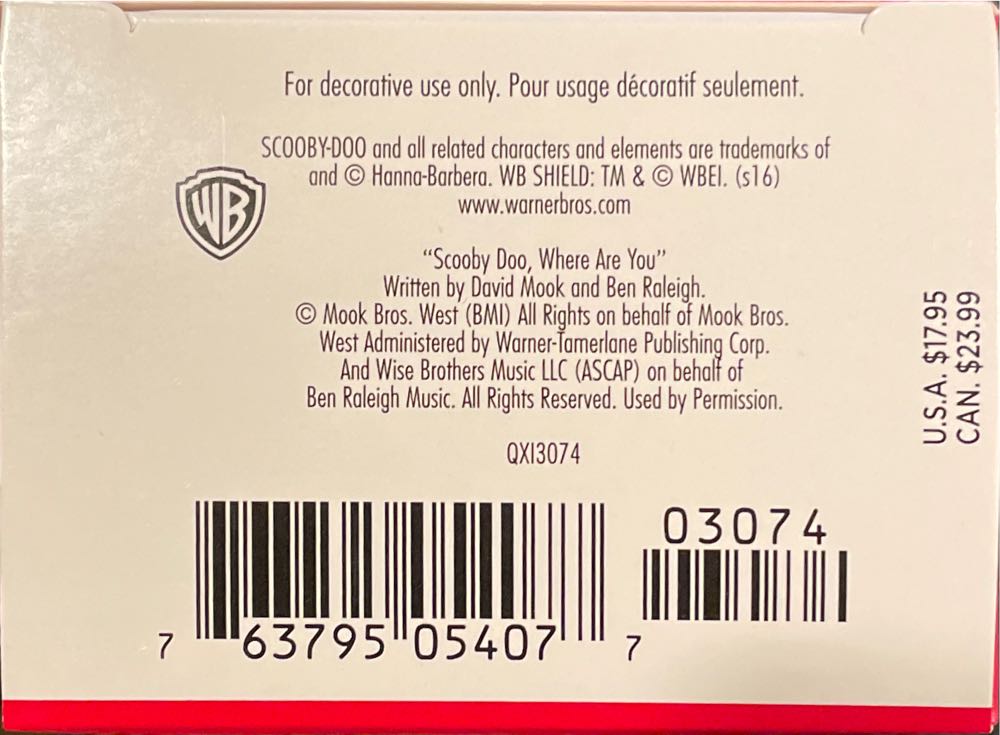 For decorative use only. Pour usage décoratif seulement.
SCOOBY-DOO and all related characters and elements are trademarks of
and © Hanna-Barbera. WB SHIELD: TM & © WBEI. (s16)
www.warnerbros.com
WB
"Scooby Doo, Where Are You"
Written by David Mook and Ben Raleigh.
© Mook Bros. West (BMI) All Rights on behalf of Mook Bros.
West Administered by Warner-Tamerlane Publishing Corp.
And Wise Brothers Music LLC (ASCAP) on behalf of
Ben Raleigh Music. All Rights Reserved. Used by Permission.
QXI3074
U.S.A. $17.95
CAN. $23.99
03074
7 63795 05407 7